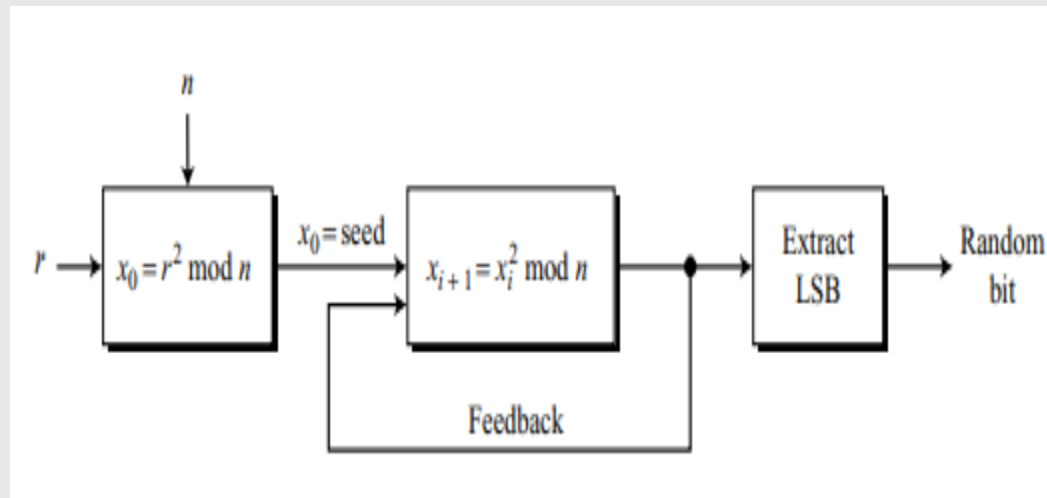 n
r
x₀ = r² mod n
x₀ = seed
xᵢ₊₁ = xᵢ² mod n
Extract
LSB
Random
bit
Feedback